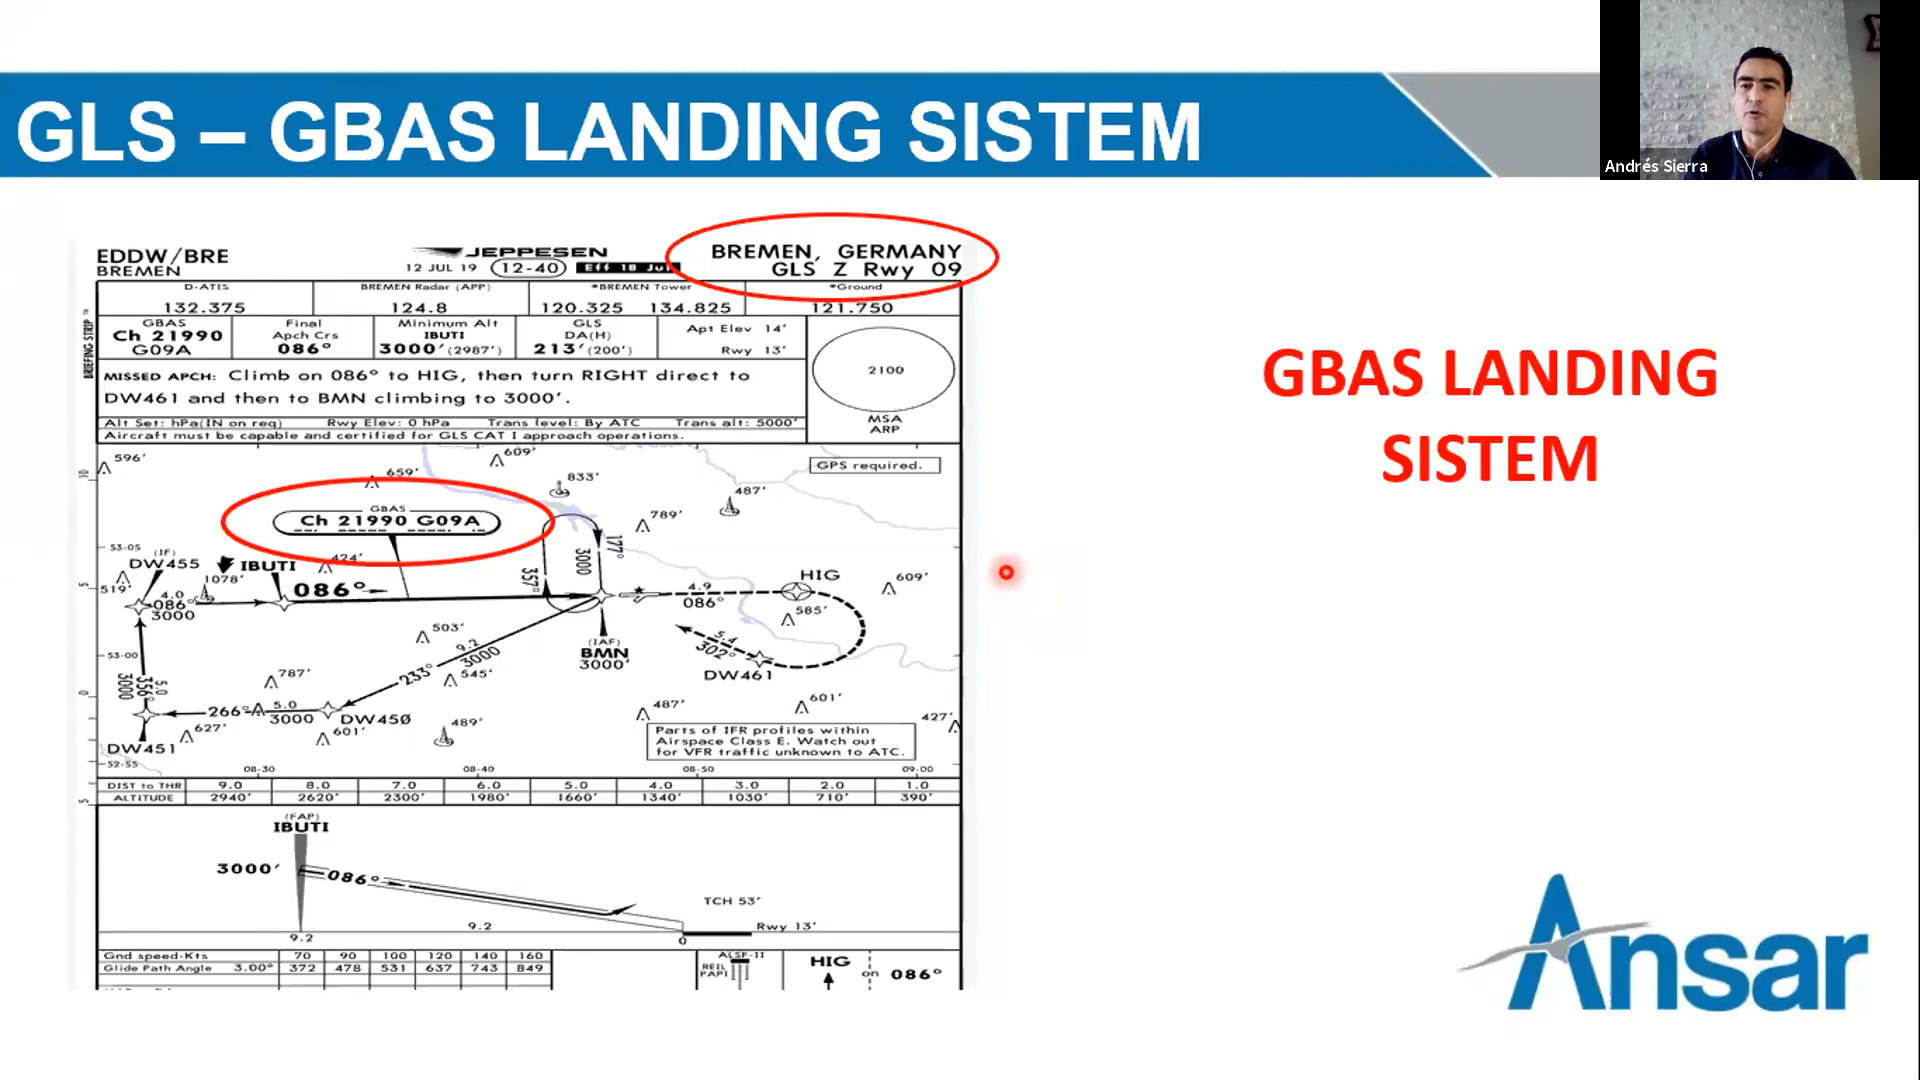 GLS – GBAS LANDING SISTEM
Andrés Sierra
EDDW/BRE
BREMEN
JEPPESEN
12 JUL 19 12-40 Eff 18 Jul
BREMEN, GERMANY
GLS Z Rwy 09
D-ATIS
132.375
BREMEN Radar (APP)
124.8
*BREMEN Tower
120.325 134.825
*Ground
121.750
BRIEFING STRIP TM
GBAS
Ch 21990
G09A
Final
Apch Crs
086°
Minimum Alt
IBUTI
3000'(2987')
GLS
DA(H)
213'(200')
Apt Elev 14'
Rwy 13'
2100
MSA
ARP
MISSED APCH: Climb on 086° to HIG, then turn RIGHT direct to
DW461 and then to BMN climbing to 3000'.
Alt Set: hPa(IN on req) Rwy Elev: 0 hPa Trans level: By ATC Trans alt: 5000'
Aircraft must be capable and certified for GLS CAT I approach operations.
GPS required.
596'
659'
609'
833'
487'
789'
GBAS
Ch 21990 G09A
53-05
(IF)
DW455
519'
1078'
IBUTI
424'
086°
4.0
086°
3000
357°
3000
177°
4.9
086°
HIG
609'
585'
503'
(IAF)
BMN
3000'
5.4
302°
DW461
53-00
9.2
233°
3000
545'
787'
3000
356°
5.0
266°
5.0
3000
DW450
DW451
627'
601'
489'
487'
601'
427'
Parts of IFR profiles within
Airspace Class E. Watch out
for VFR traffic unknown to ATC.
52-55
08-30
08-40
08-50
09-00
10
5
0
5
DIST to THR 9.0 8.0 7.0 6.0 5.0 4.0 3.0 2.0 1.0
ALTITUDE 2940' 2620' 2300' 1980' 1660' 1340' 1030' 710' 390'
(FAP)
IBUTI
3000'
086°
TCH 53'
Rwy 13'
9.2
9.2
0
Gnd speed-Kts 70 90 100 120 140 160
Glide Path Angle 3.00° 372 478 531 637 743 849
ALSF-II
REIL
PAPI
HIG
on 086°
GBAS LANDING
SISTEM
Ansar